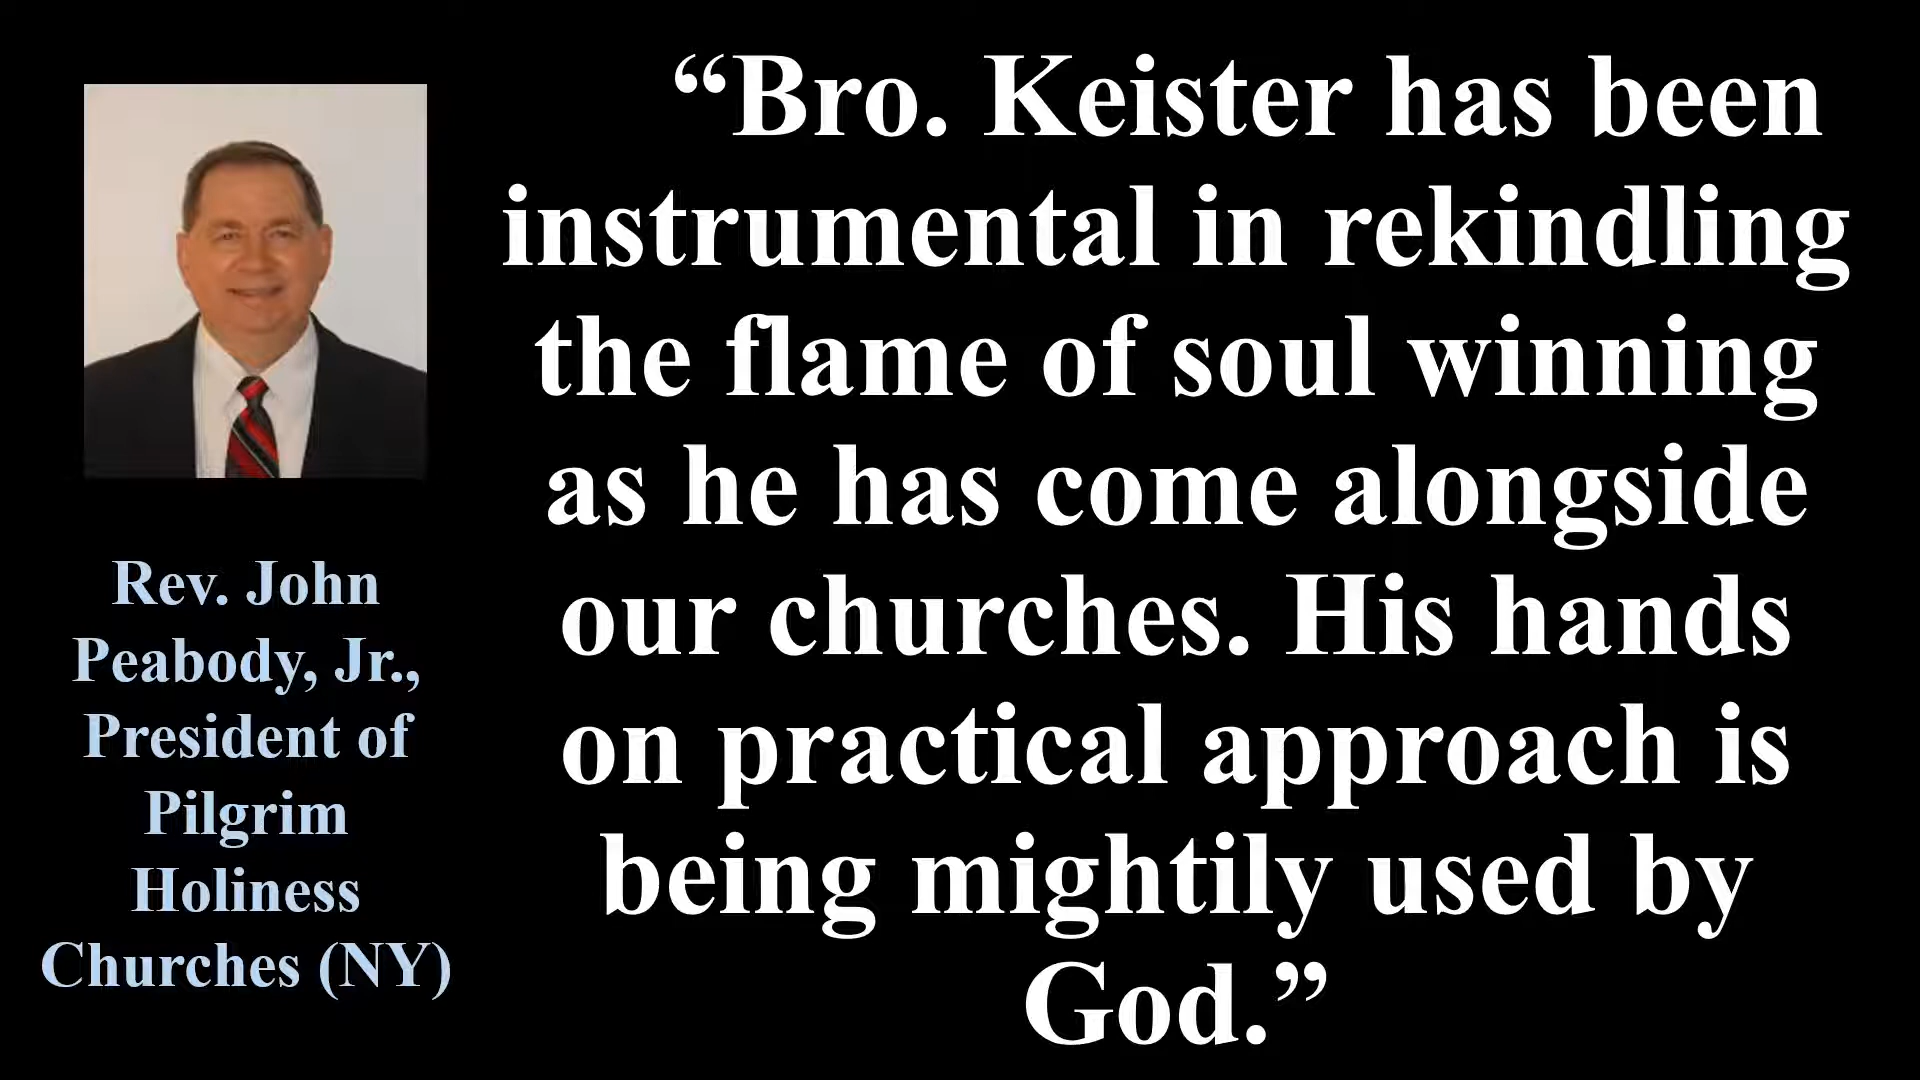 “Bro. Keister has been
instrumental in rekindling
the flame of soul winning
as he has come alongside
our churches. His hands
on practical approach is
being mightily used by
God.”
Rev. John
Peabody, Jr.,
President of
Pilgrim
Holiness
Churches (NY)